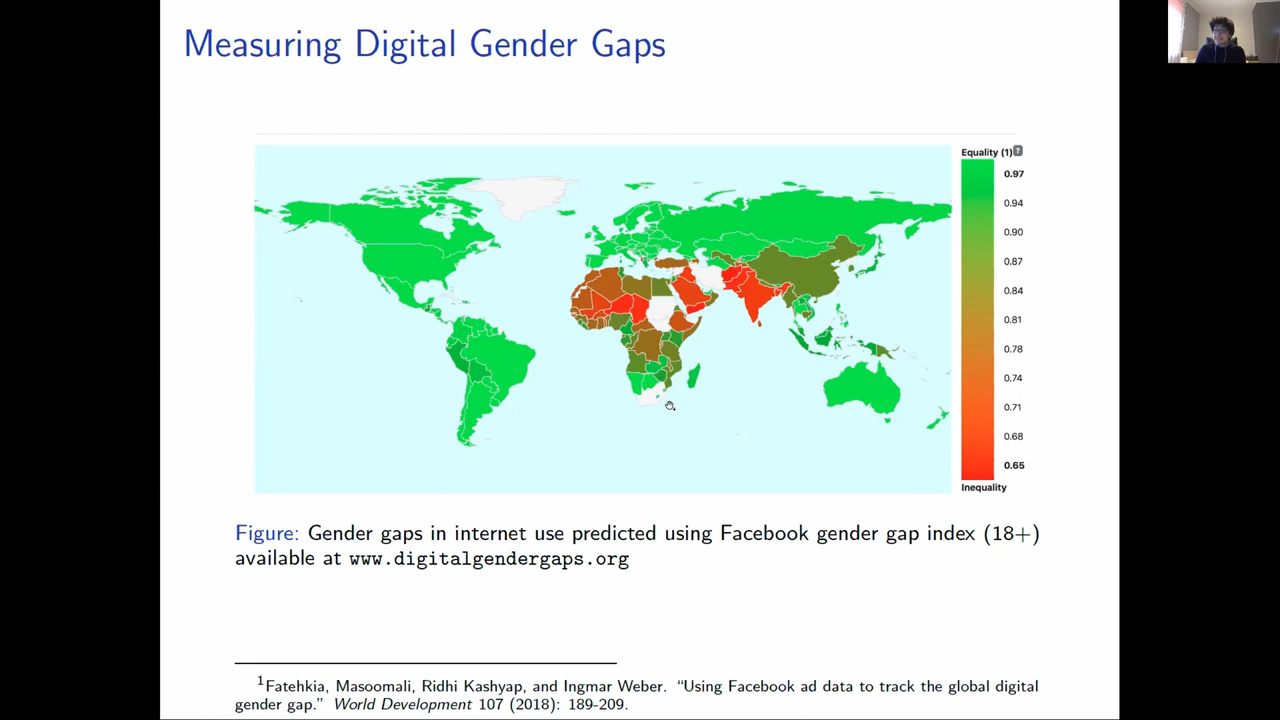 Measuring Digital Gender Gaps
Equality (1)?
0.97
0.94
0.90
0.87
0.84
0.81
0.78
0.74
0.71
0.68
0.65
Inequality
Figure: Gender gaps in internet use predicted using Facebook gender gap index (18+)
available at www.digitalgendergaps.org
1Fatehkia, Masoomali, Ridhi Kashyap, and Ingmar Weber. “Using Facebook ad data to track the global digital
gender gap.” World Development 107 (2018): 189-209.